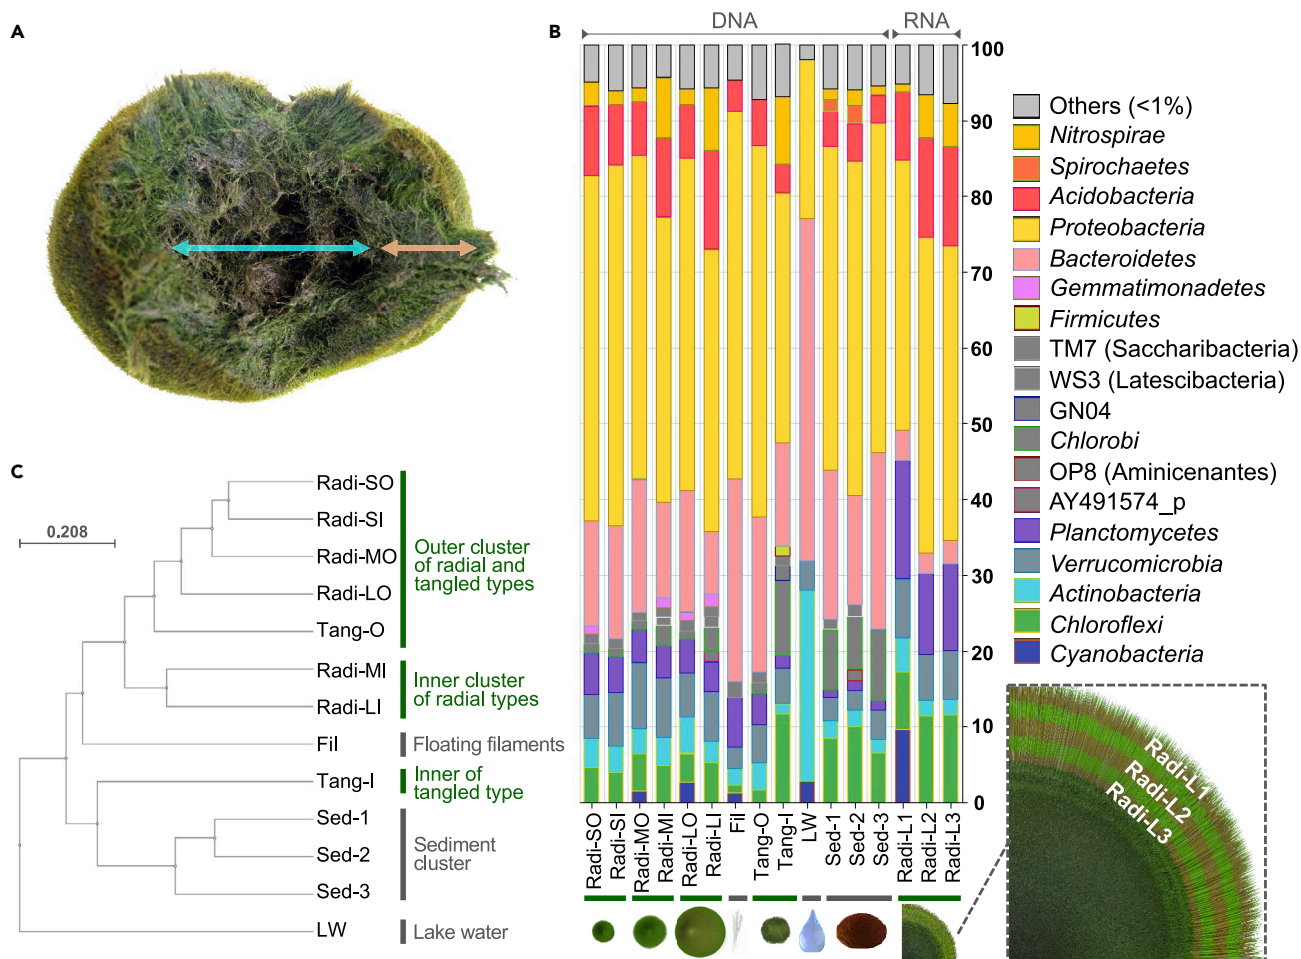 A
B
DNA
RNA
100
90
80
70
60
50
40
30
20
10
0
Others (<1%)
Nitrospirae
Spirochaetes
Acidobacteria
Proteobacteria
Bacteroidetes
Gemmatimonadetes
Firmicutes
TM7 (Saccharibacteria)
WS3 (Latescibacteria)
GN04
Chlorobi
OP8 (Aminicenantes)
AY491574_p
Planctomycetes
Verrucomicrobia
Actinobacteria
Chloroflexi
Cyanobacteria
Radi-SO
Radi-SI
Radi-MO
Radi-MI
Radi-LO
Radi-LI
Fil
Tang-O
Tang-I
LW
Sed-1
Sed-2
Sed-3
Radi-L1
Radi-L2
Radi-L3
Radi-L1
Radi-L2
Radi-L3
C
0.208
Radi-SO
Radi-SI
Radi-MO
Radi-LO
Tang-O
Outer cluster
of radial and
tangled types
Radi-MI
Radi-LI
Inner cluster
of radial types
Fil
Floating filaments
Tang-I
Inner of
tangled type
Sed-1
Sed-2
Sed-3
Sediment
cluster
LW
Lake water